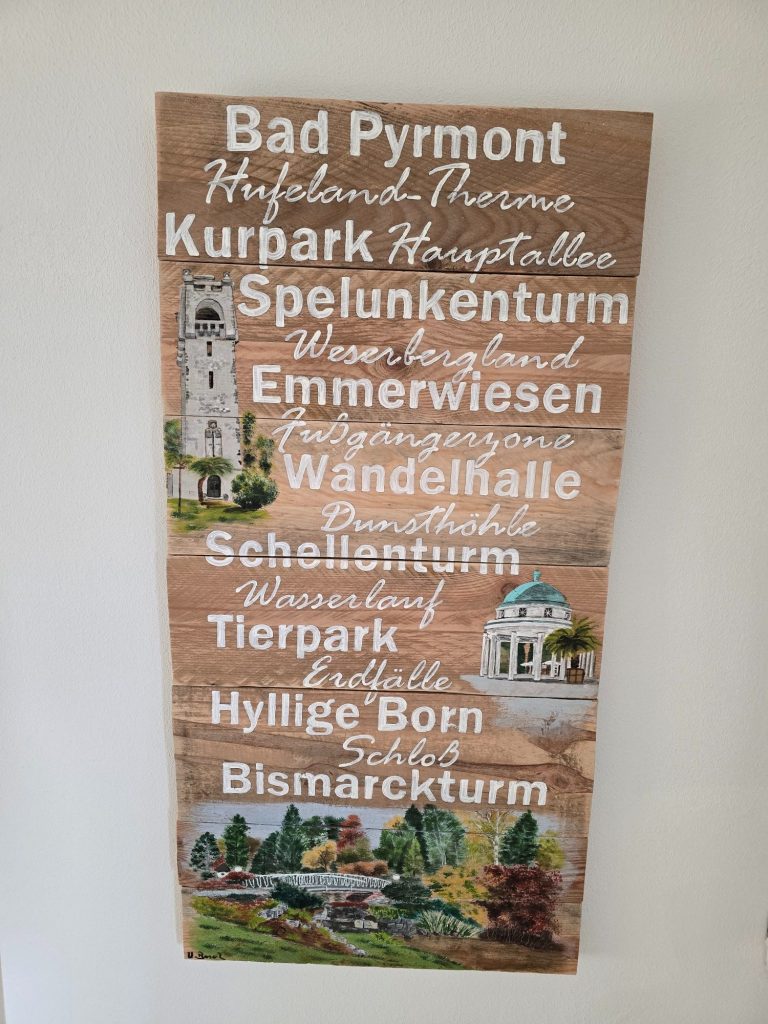 Bad Pyrmont
Hufeland-Therme
Kurpark Hauptallee
Spelunkenturm
Weserbergland
Emmerwiesen
Fußgängerzone
Wandelhalle
Dunsthöhle
Schellenturm
Wasserlauf
Tierpark
Erdfälle
Hyllige Born
Schloß
Bismarckturm